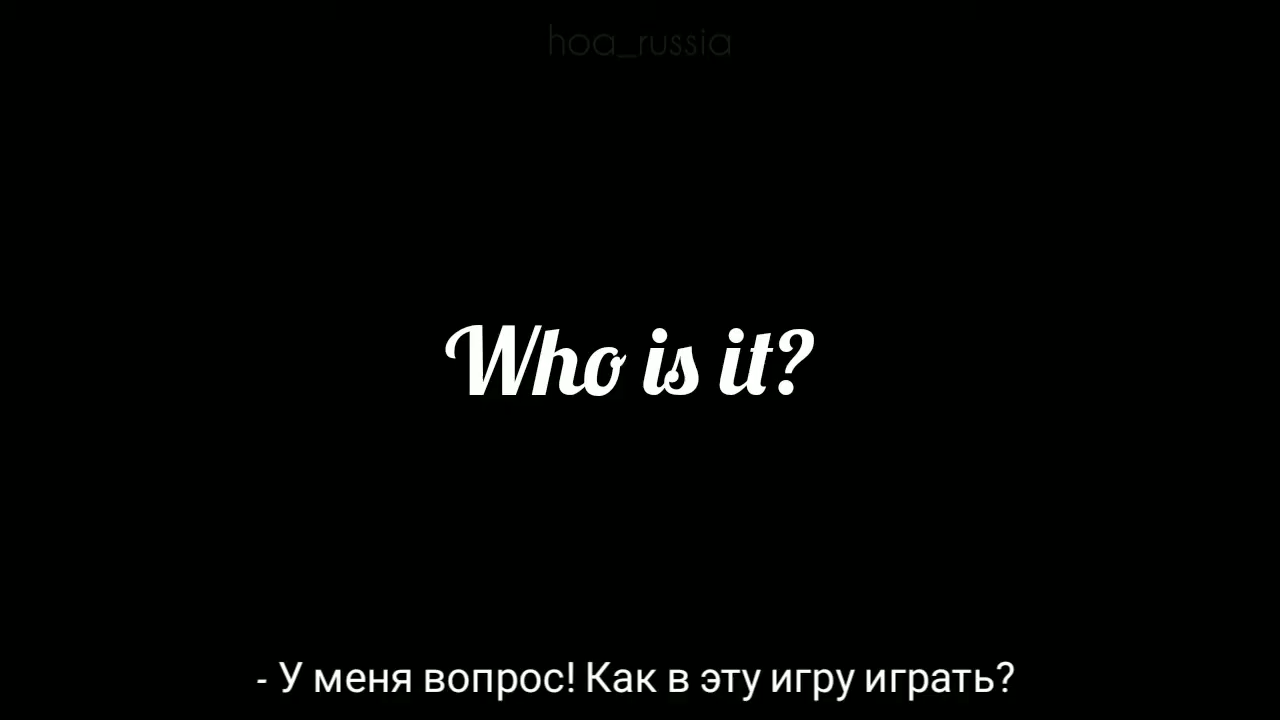 hoa_russia
Who is it?
- У меня вопрос! Как в эту игру играть?